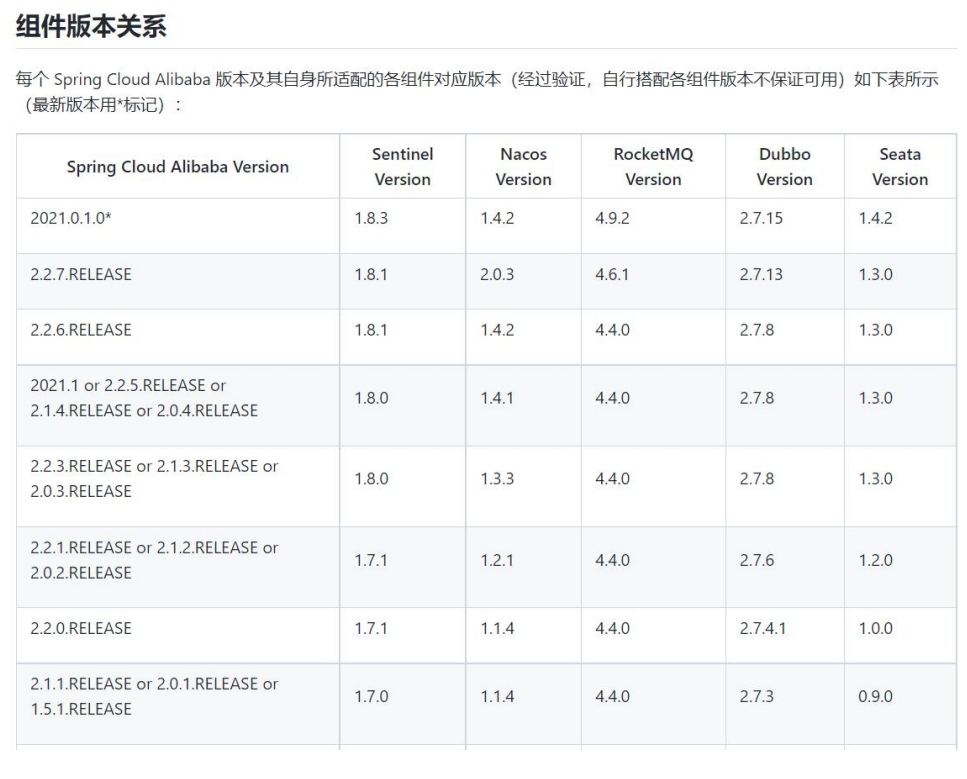 组件版本关系
每个 Spring Cloud Alibaba 版本及其自身所适配的各组件对应版本（经过验证，自行搭配各组件版本不保证可用）如下表所示
（最新版本用*标记）：
Spring Cloud Alibaba Version Sentinel Version Nacos Version RocketMQ Version Dubbo Version Seata Version
2021.0.1.0* 1.8.3 1.4.2 4.9.2 2.7.15 1.4.2
2.2.7.RELEASE 1.8.1 2.0.3 4.6.1 2.7.13 1.3.0
2.2.6.RELEASE 1.8.1 1.4.2 4.4.0 2.7.8 1.3.0
2021.1 or 2.2.5.RELEASE or
2.1.4.RELEASE or 2.0.4.RELEASE 1.8.0 1.4.1 4.4.0 2.7.8 1.3.0
2.2.3.RELEASE or 2.1.3.RELEASE or
2.0.3.RELEASE 1.8.0 1.3.3 4.4.0 2.7.8 1.3.0
2.2.1.RELEASE or 2.1.2.RELEASE or
2.0.2.RELEASE 1.7.1 1.2.1 4.4.0 2.7.6 1.2.0
2.2.0.RELEASE 1.7.1 1.1.4 4.4.0 2.7.4.1 1.0.0
2.1.1.RELEASE or 2.0.1.RELEASE or
1.5.1.RELEASE 1.7.0 1.1.4 4.4.0 2.7.3 0.9.0